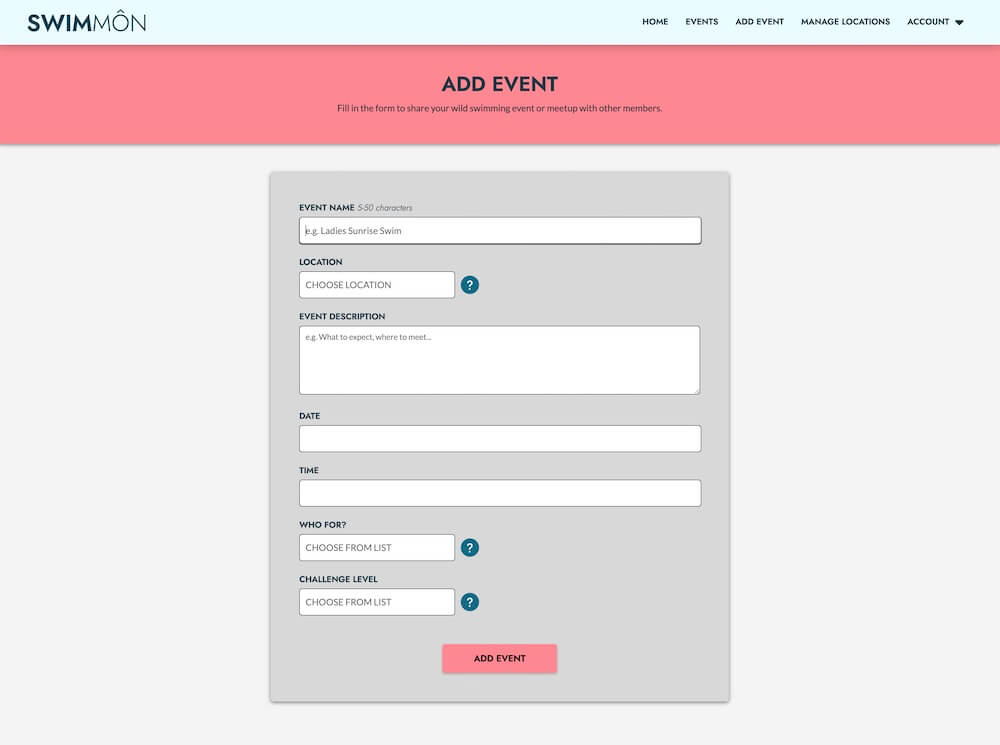 SWIMMÔN
HOME EVENTS ADD EVENT MANAGE LOCATIONS ACCOUNT
ADD EVENT
Fill in the form to share your wild swimming event or meetup with other members.
EVENT NAME 5-50 characters
e.g. Ladies Sunrise Swim
LOCATION
CHOOSE LOCATION ?
EVENT DESCRIPTION
e.g. What to expect, where to meet...
DATE
TIME
WHO FOR?
CHOOSE FROM LIST ?
CHALLENGE LEVEL
CHOOSE FROM LIST ?
ADD EVENT